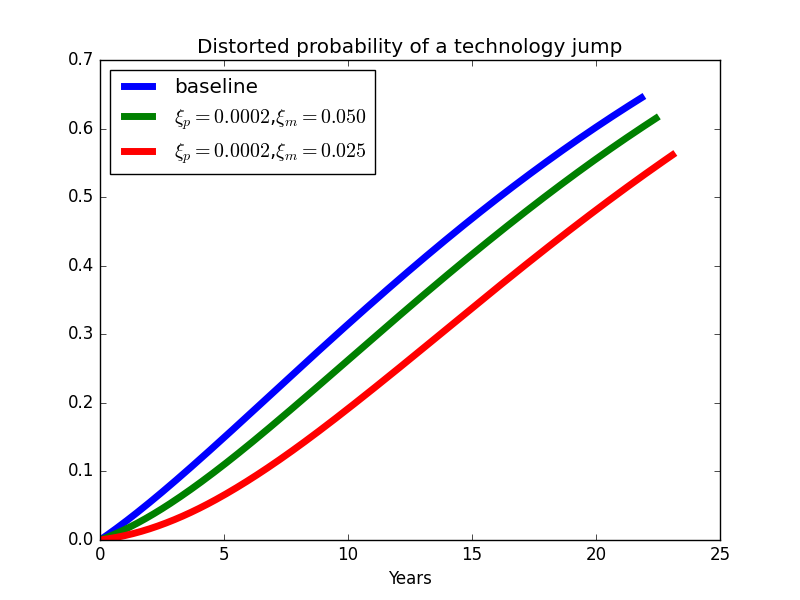 Distorted probability of a technology jump
baseline
ξₚ = 0.0002, ξₘ = 0.050
ξₚ = 0.0002, ξₘ = 0.025
0.7
0.6
0.5
0.4
0.3
0.2
0.1
0.0
0 5 10 15 20 25
Years